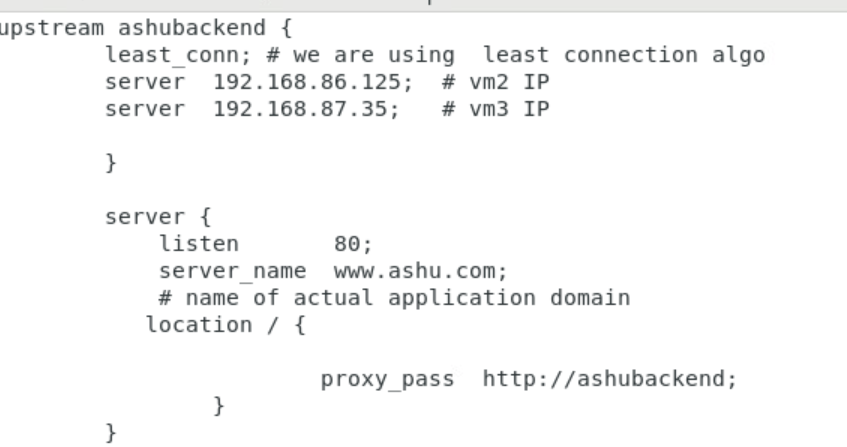 upstream ashubackend {
least_conn; # we are using  least connection algo
server  192.168.86.125;  # vm2 IP
server  192.168.87.35;   # vm3 IP
}
server {
listen       80;
server_name  www.ashu.com;
# name of actual application domain
location / {
proxy_pass  http://ashubackend;
}
}